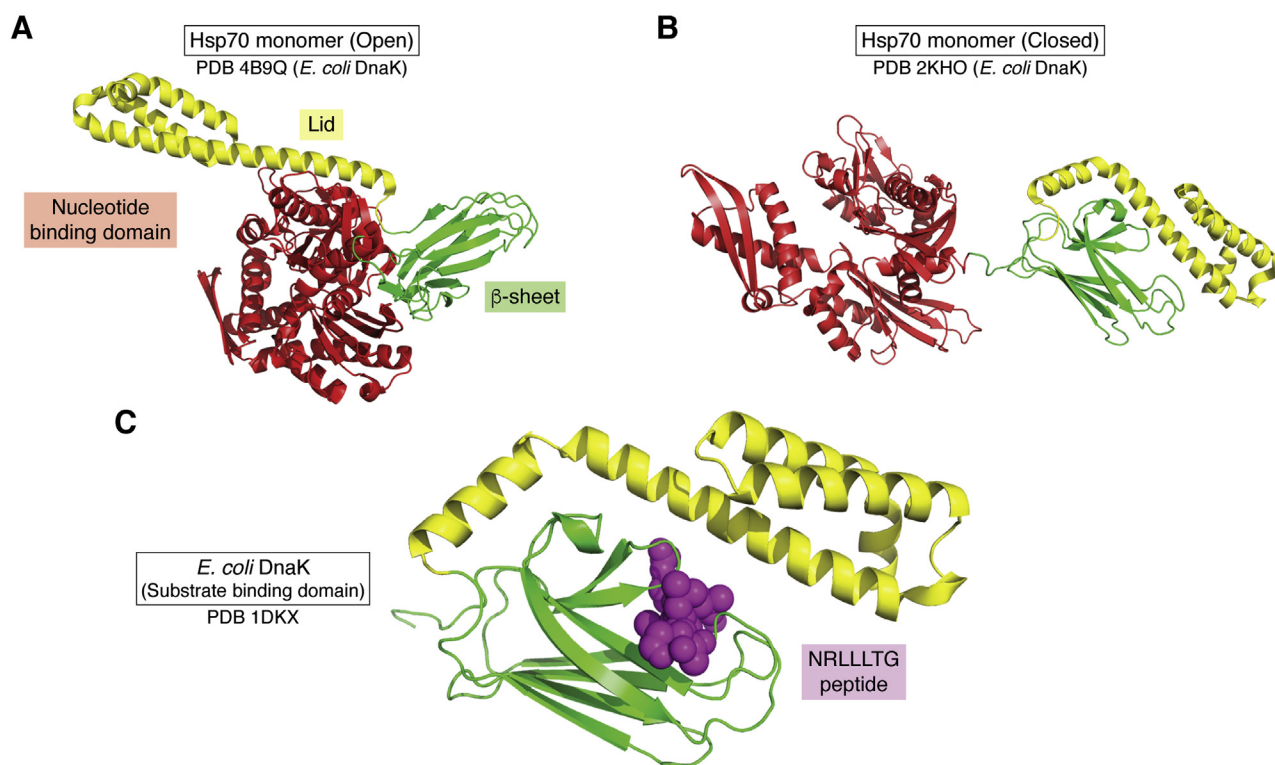 A
Hsp70 monomer (Open)
PDB 4B9Q (E. coli DnaK)
Lid
Nucleotide
binding domain
β-sheet
B
Hsp70 monomer (Closed)
PDB 2KHO (E. coli DnaK)
C
E. coli DnaK
(Substrate binding domain)
PDB 1DKX
NRLLLTG
peptide